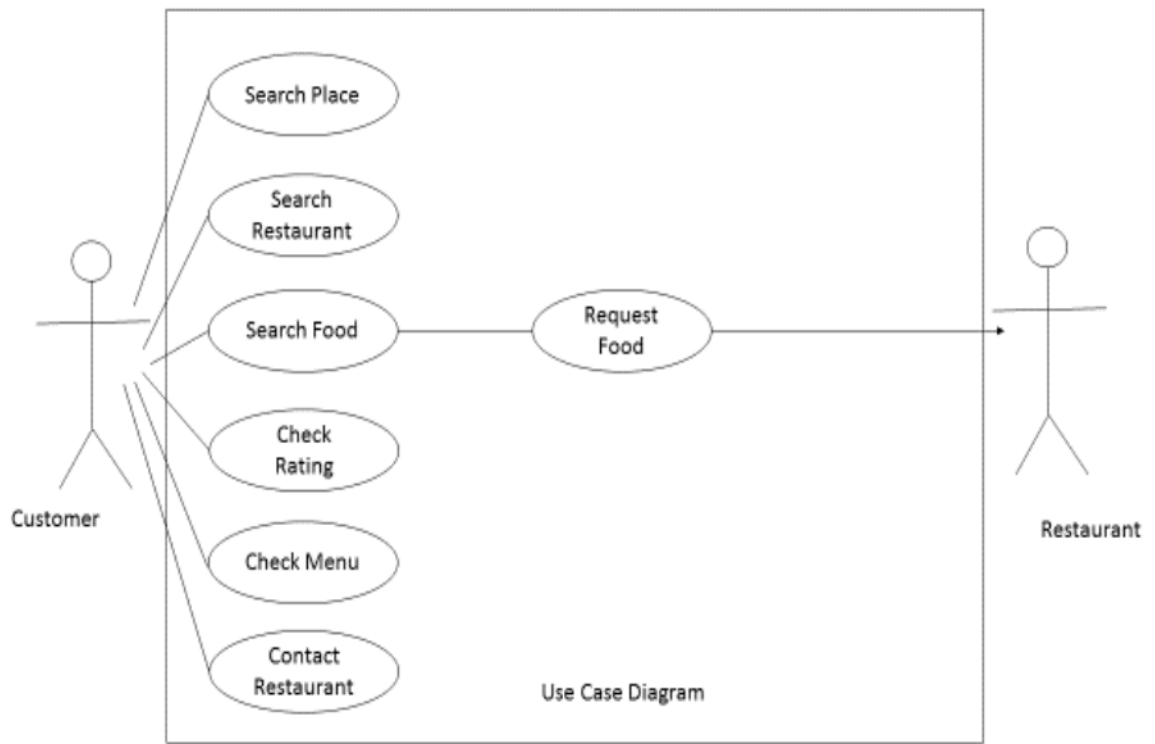 Search Place
Search
Restaurant
Search Food
Request
Food
Check
Rating
Customer
Restaurant
Check Menu
Contact
Restaurant
Use Case Diagram